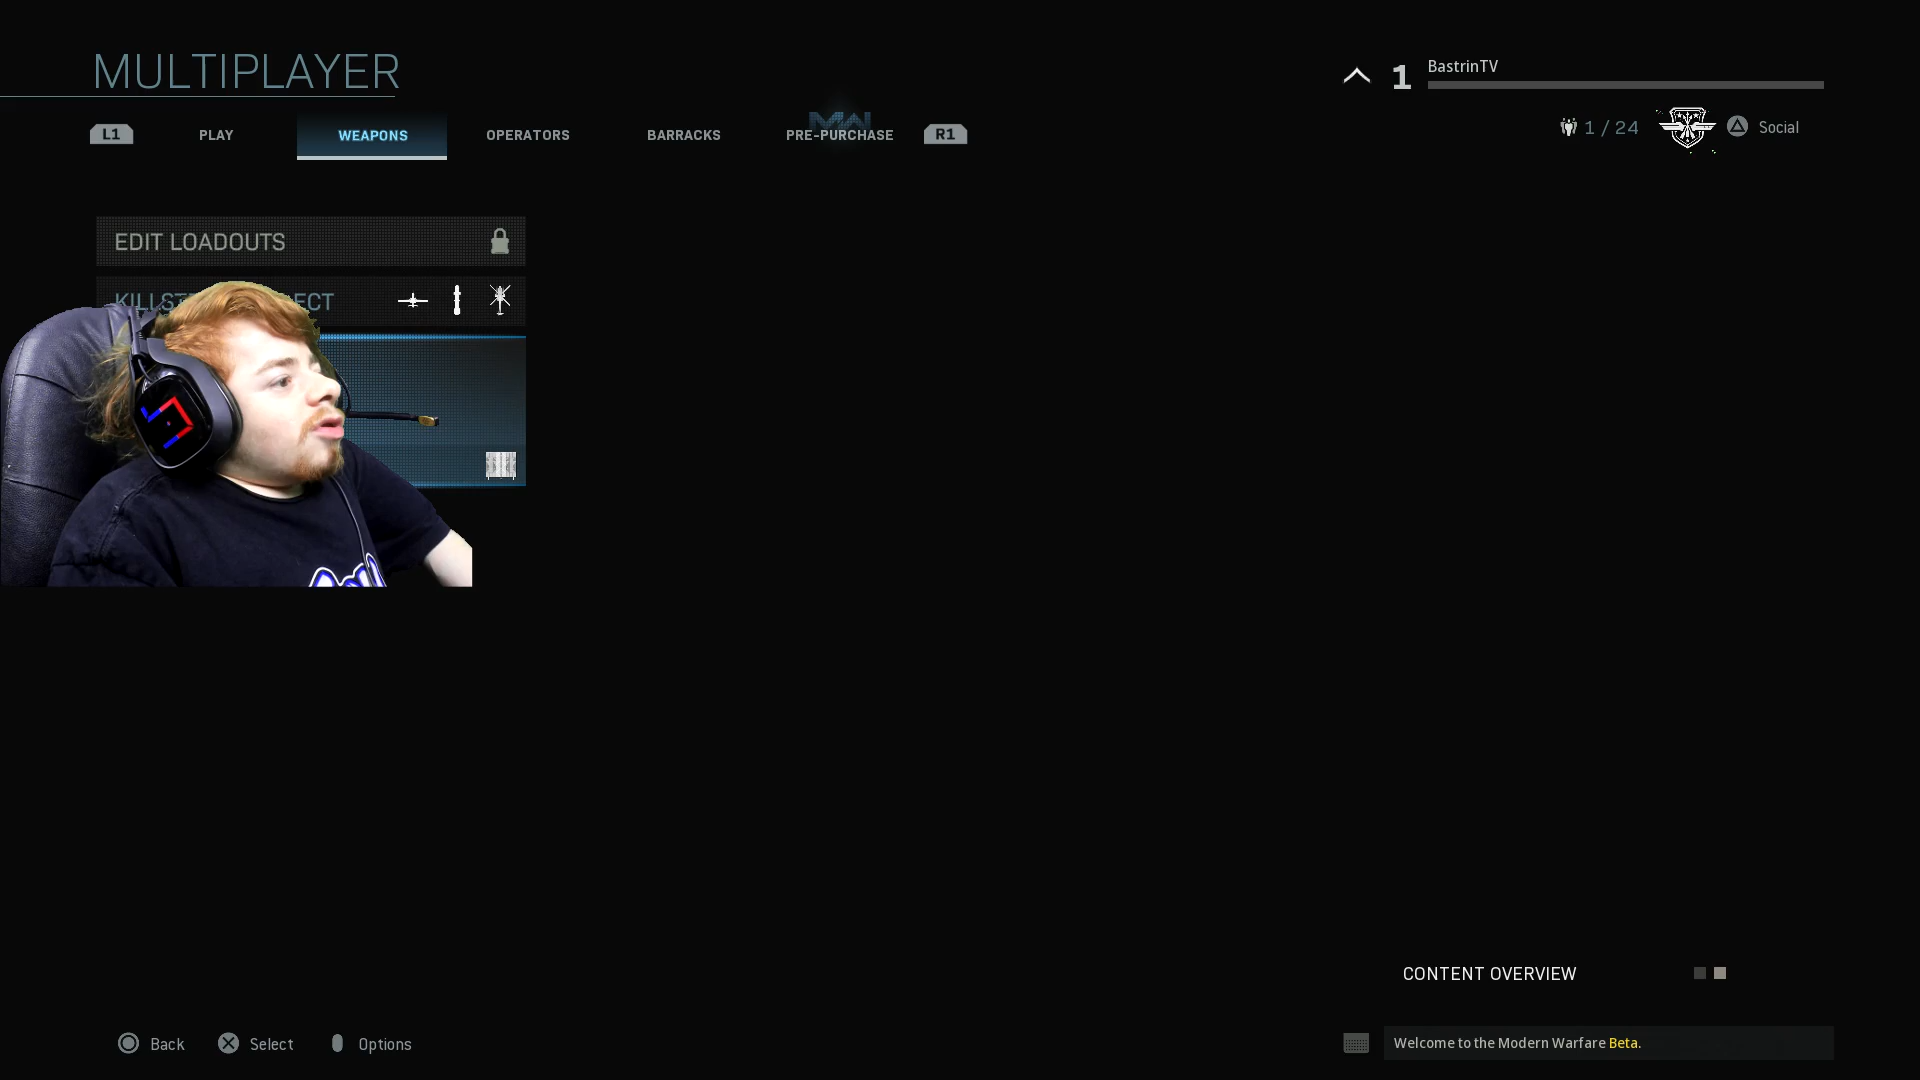 MULTIPLAYER
1 BastrinTV
L1 PLAY WEAPONS OPERATORS BARRACKS PRE-PURCHASE R1
1 / 24 Social
EDIT LOADOUTS
CONTENT OVERVIEW
Back Select Options
Welcome to the Modern Warfare Beta.